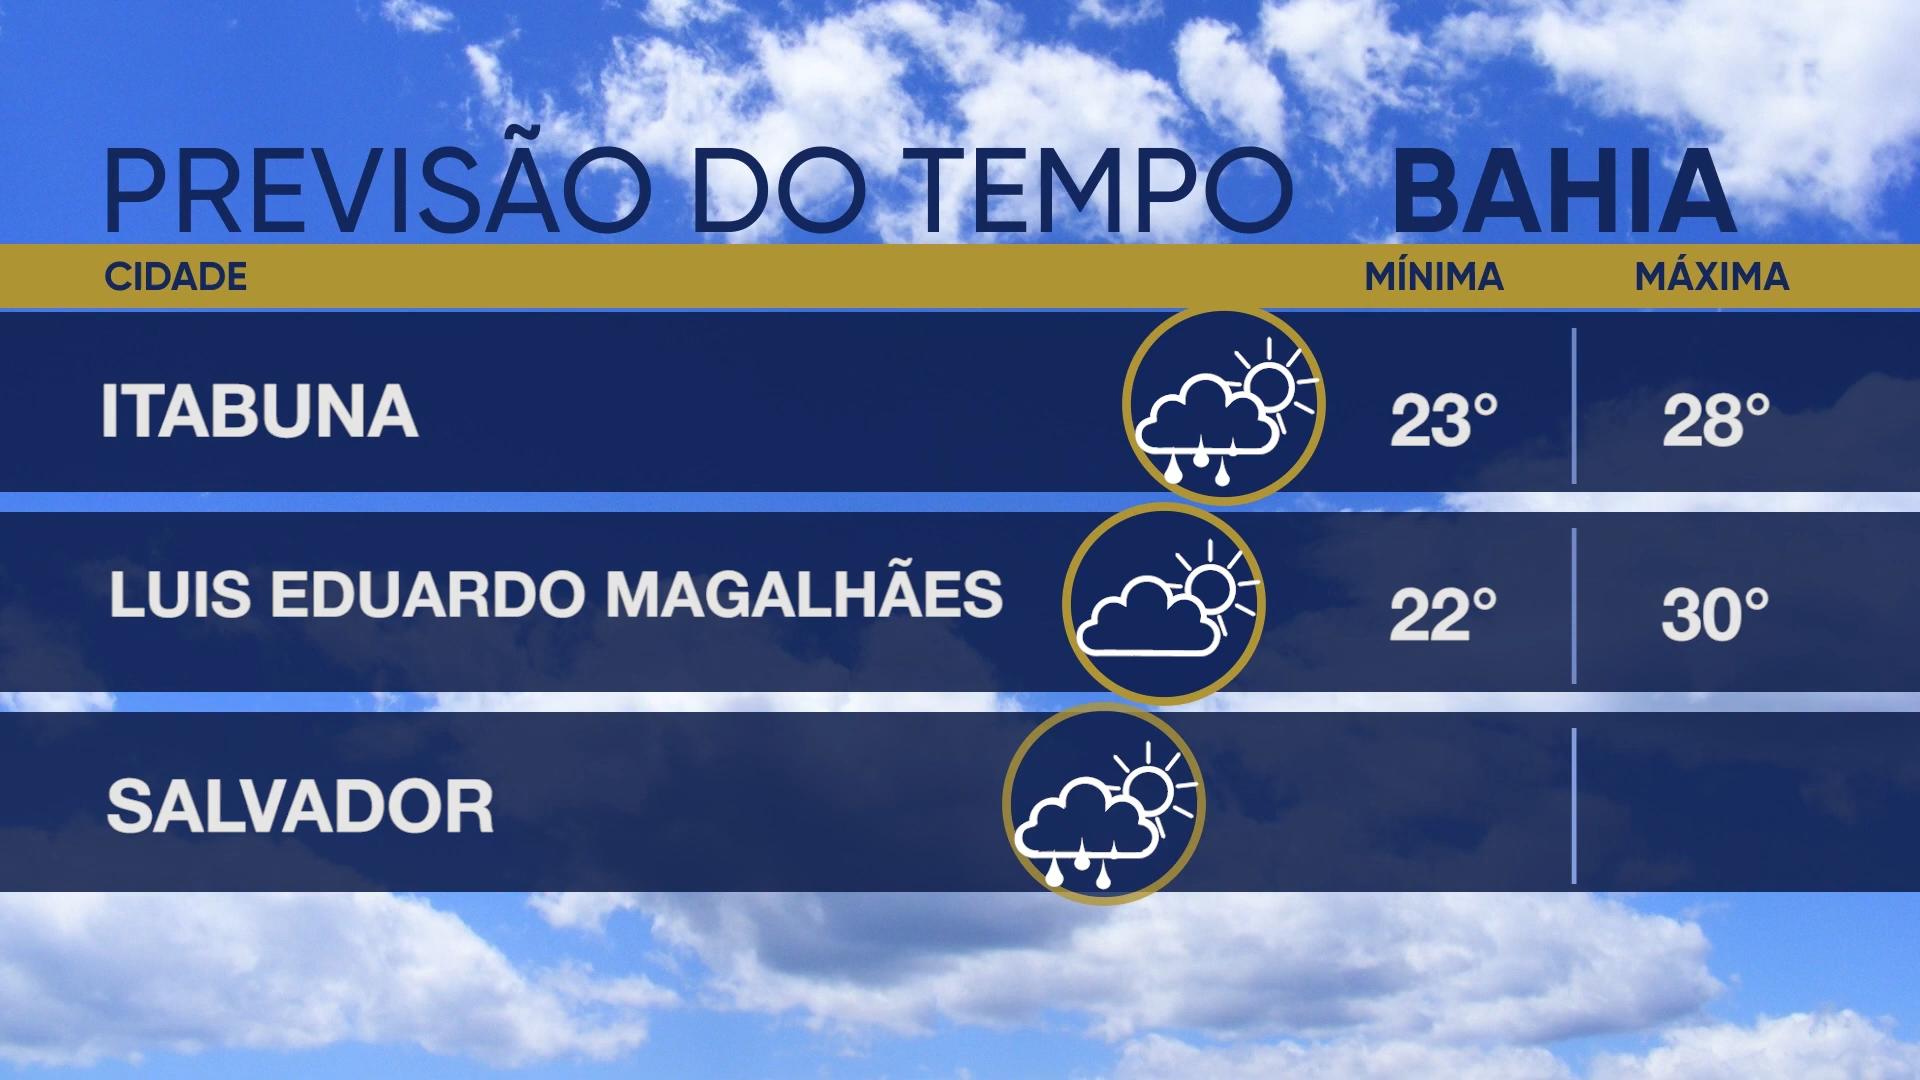 PREVISÃO DO TEMPO BAHIA
CIDADE MÍNIMA MÁXIMA
ITABUNA 23° 28°
LUIS EDUARDO MAGALHÃES 22° 30°
SALVADOR